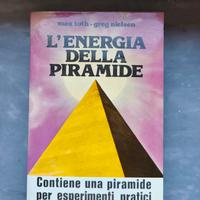 max toth - greg nielsen
L'ENERGIA
DELLA
PIRAMIDE
Contiene una piramide
per esperimenti pratici